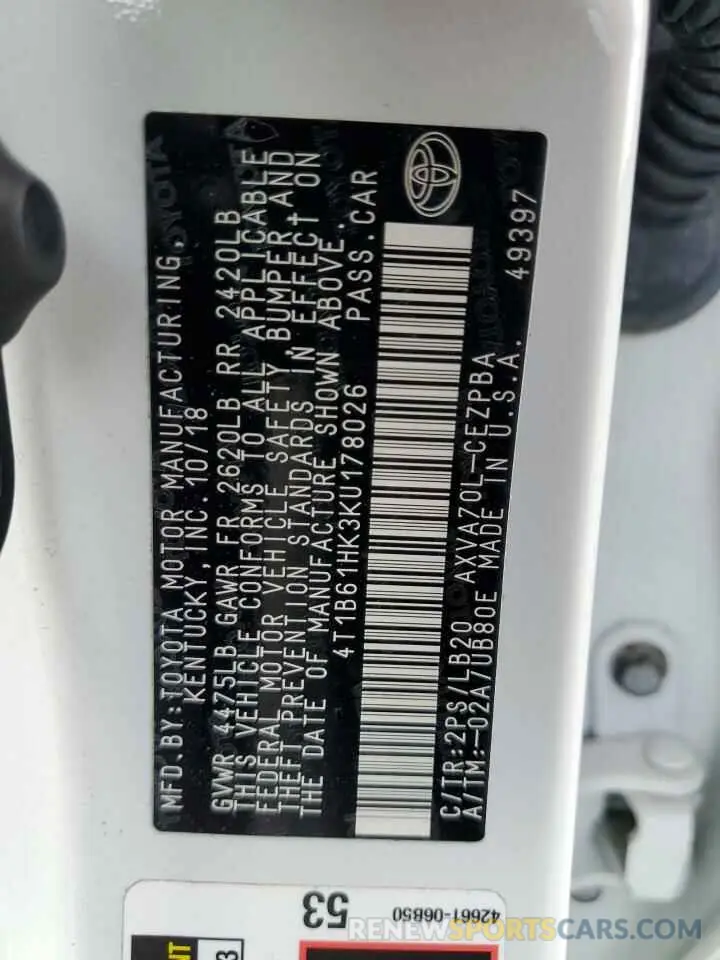 MFD.BY:TOYOTA MOTOR MANUFACTURING,
KENTUCKY, INC. 10/18
GVWR 4475LB GAWR FR 2620LB RR 2420LB
THIS VEHICLE CONFORMS TO ALL APPLICABLE
FEDERAL MOTOR VEHICLE SAFETY, BUMPER, AND
THEFT PREVENTION STANDARDS IN EFFECT ON
THE DATE OF MANUFACTURE SHOWN ABOVE.
4T1B61HK3KU178026 PASS.CAR
C/TR:2PS/LB20 AXVA70L-CEZPBA
A/TM:-02A/UB80E MADE IN U.S.A.
49397
53
42661-06B50
NT
3
RENEWSPORTSCARS.COM